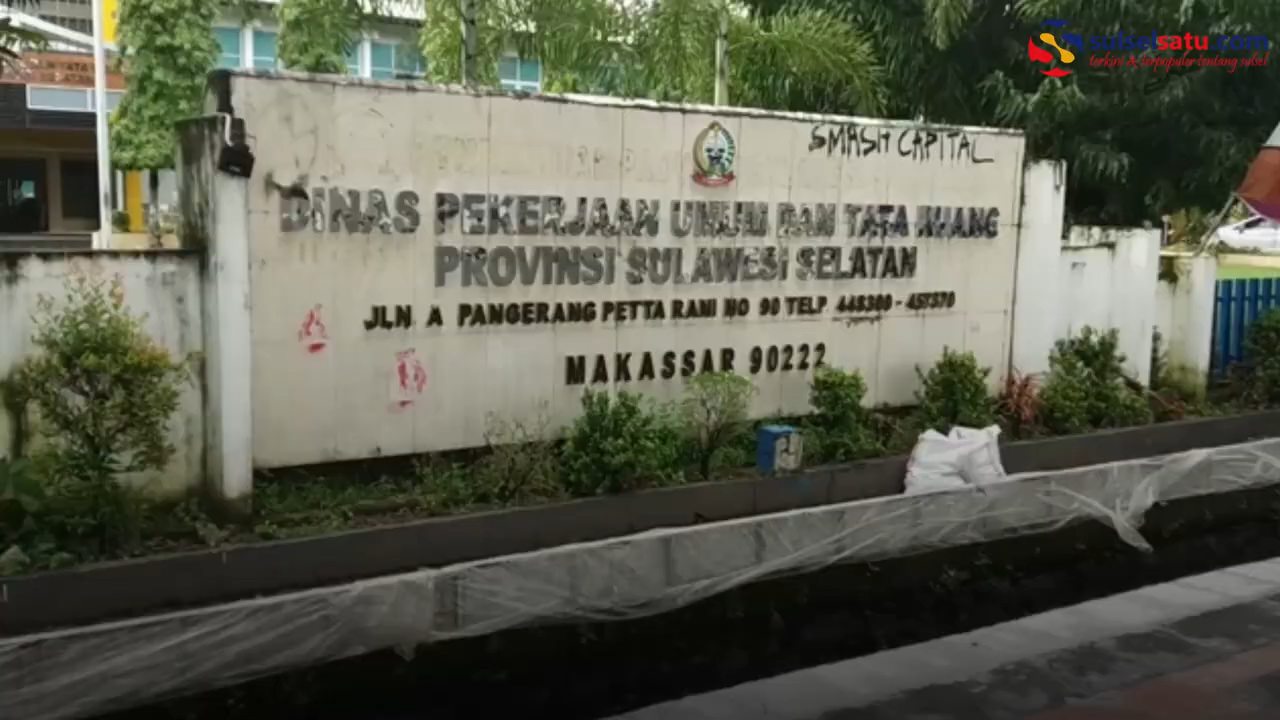 sulselsatu.com
terkini & terpopuler tentang sulsel
SMASH CAPITAL
DINAS PEKERJAAN UMUM DAN TATA RUANG
PROVINSI SULAWESI SELATAN
JLN A PANGERANG PETTA RANI NO 90 TELP 448300 - 457570
MAKASSAR 90222